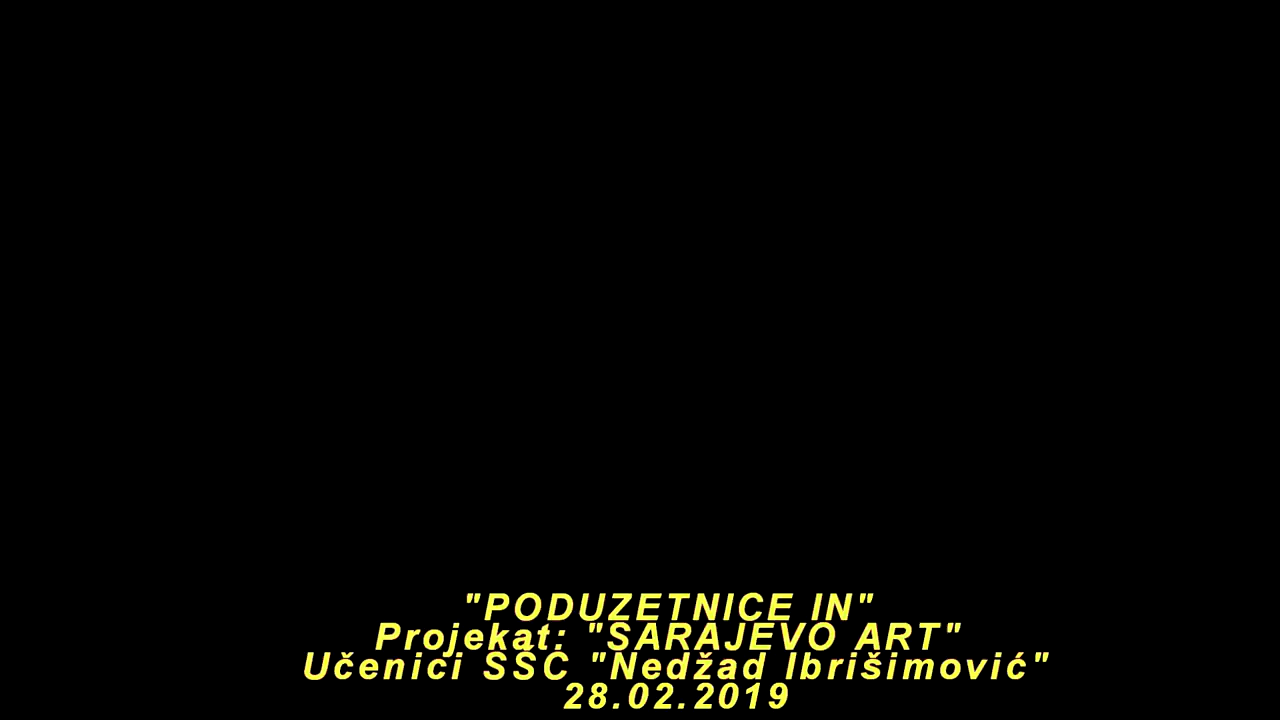 "PODUZETNICE IN"
Projekat: "SARAJEVO ART"
Učenici SŠC "Nedžad Ibrišimović"
28.02.2019